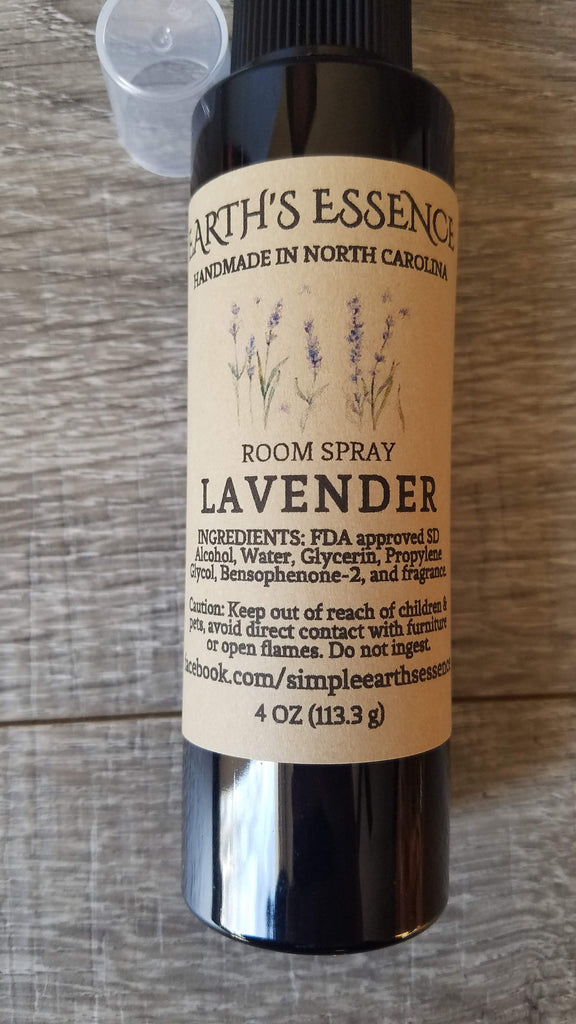 EARTH'S ESSENCE
HANDMADE IN NORTH CAROLINA
ROOM SPRAY
LAVENDER
INGREDIENTS: FDA approved SD
Alcohol, Water, Glycerin, Propylene
Glycol, Bensophenone-2, and fragrance.
Caution: Keep out of reach of children &
pets, avoid direct contact with furniture
or open flames. Do not ingest.
facebook.com/simpleearthsessence
4 OZ (113.3 g)